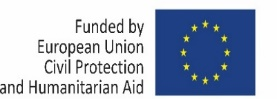 Funded by
European Union
Civil Protection
and Humanitarian Aid